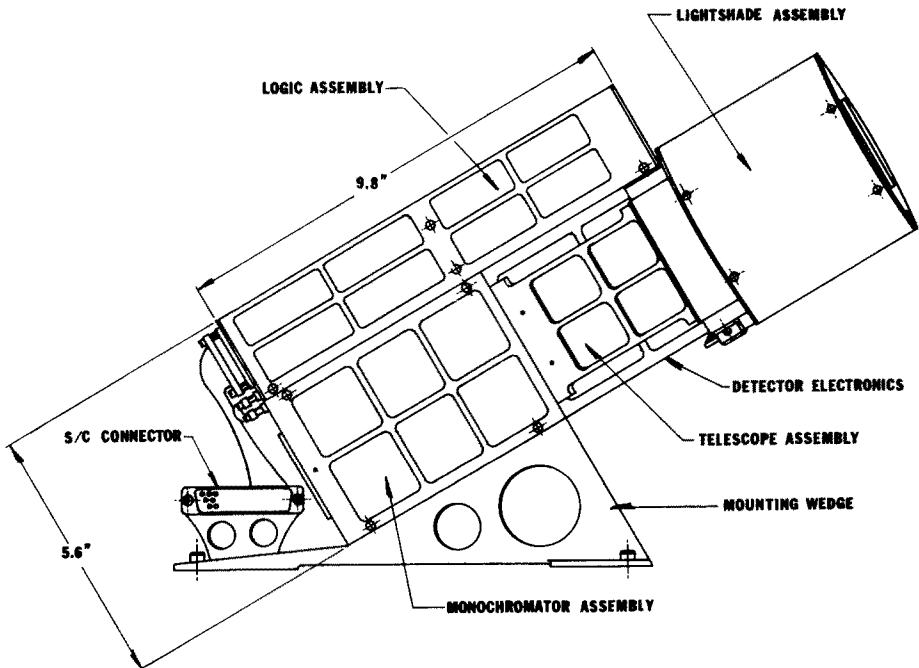 LIGHTSHADE ASSEMBLY
LOGIC ASSEMBLY
9.8"
DETECTOR ELECTRONICS
S/C CONNECTOR
TELESCOPE ASSEMBLY
MOUNTING WEDGE
5.6"
MONOCHROMATOR ASSEMBLY